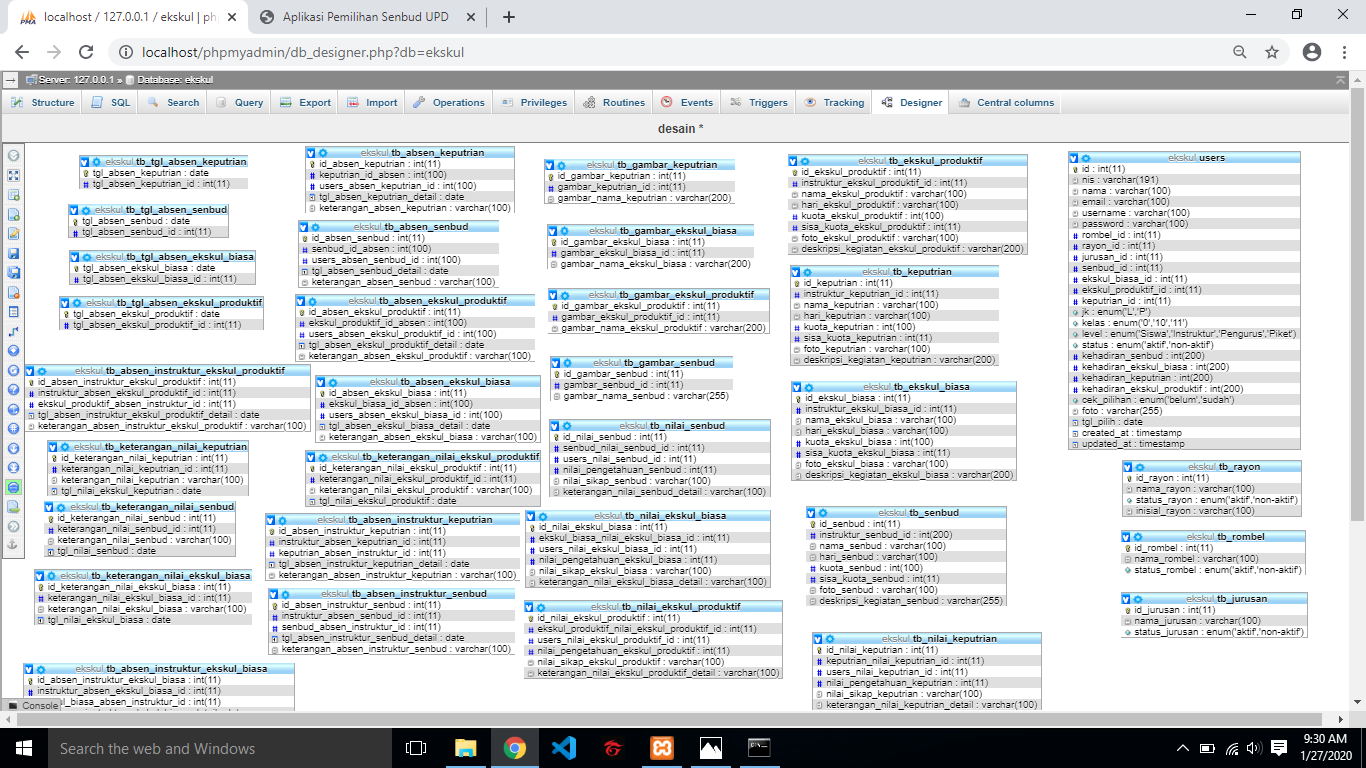 localhost / 127.0.0.1 / ekskul | ph
Aplikasi Pemilihan Senbud UPD
localhost/phpmyadmin/db_designer.php?db=ekskul
Server: 127.0.0.1 » Database: ekskul
Structure SQL Search Query Export Import Operations Privileges Routines Events Triggers Tracking Designer Central columns
desain *
ekskul.tb_tgl_absen_keputrian
tgl_absen_keputrian : date
tgl_absen_keputrian_id : int(11)
ekskul.tb_tgl_absen_senbud
tgl_absen_senbud : date
tgl_absen_senbud_id : int(11)
ekskul.tb_tgl_absen_ekskul_biasa
tgl_absen_ekskul_biasa : date
tgl_absen_ekskul_biasa_id : int(11)
ekskul.tb_tgl_absen_ekskul_produktif
tgl_absen_ekskul_produktif : date
tgl_absen_ekskul_produktif_id : int(11)
ekskul.tb_absen_instruktur_ekskul_produktif
id_absen_instruktur_ekskul_produktif : int(11)
instruktur_absen_ekskul_produktif_id : int(11)
ekskul_produktif_absen_instruktur_id : int(11)
tgl_absen_instruktur_ekskul_produktif_detail : date
keterangan_absen_instruktur_ekskul_produktif : varchar(100)
ekskul.tb_keterangan_nilai_keputrian
id_keterangan_nilai_keputrian : int(11)
keterangan_nilai_keputrian_id : int(11)
keterangan_nilai_keputrian : varchar(100)
tgl_nilai_ekskul_keputrian : date
ekskul.tb_keterangan_nilai_senbud
id_keterangan_nilai_senbud : int(11)
keterangan_nilai_senbud_id : int(11)
keterangan_nilai_senbud : varchar(100)
tgl_nilai_senbud : date
ekskul.tb_keterangan_nilai_ekskul_biasa
id_keterangan_nilai_ekskul_biasa : int(11)
keterangan_nilai_ekskul_biasa_id : int(11)
keterangan_nilai_ekskul_biasa : varchar(100)
tgl_nilai_ekskul_biasa : date
ekskul.tb_absen_instruktur_ekskul_biasa
id_absen_instruktur_ekskul_biasa : int(11)
instruktur_absen_ekskul_biasa_id : int(11)
l_biasa_absen_instruktur_id : int(11)
ekskul.tb_absen_keputrian
id_absen_keputrian : int(11)
keputrian_id_absen : int(100)
users_absen_keputrian_id : int(100)
tgl_absen_keputrian_detail : date
keterangan_absen_keputrian : varchar(100)
ekskul.tb_absen_senbud
id_absen_senbud : int(11)
senbud_id_absen : int(100)
users_absen_senbud_id : int(100)
tgl_absen_senbud_detail : date
keterangan_absen_senbud : varchar(100)
ekskul.tb_absen_ekskul_produktif
id_absen_ekskul_produktif : int(11)
ekskul_produktif_id_absen : int(100)
users_absen_ekskul_produktif_id : int(100)
tgl_absen_ekskul_produktif_detail : date
keterangan_absen_ekskul_produktif : varchar(100)
ekskul.tb_absen_ekskul_biasa
id_absen_ekskul_biasa : int(11)
ekskul_biasa_id_absen : int(100)
users_absen_ekskul_biasa_id : int(100)
tgl_absen_ekskul_biasa_detail : date
keterangan_absen_ekskul_biasa : varchar(100)
ekskul.tb_keterangan_nilai_ekskul_produktif
id_keterangan_nilai_ekskul_produktif : int(11)
keterangan_nilai_ekskul_produktif_id : int(11)
keterangan_nilai_ekskul_produktif : varchar(100)
tgl_nilai_ekskul_produktif : date
ekskul.tb_absen_instruktur_keputrian
id_absen_instruktur_keputrian : int(11)
instruktur_absen_keputrian_id : int(11)
keputrian_absen_instruktur_id : int(11)
tgl_absen_instruktur_keputrian_detail : date
keterangan_absen_instruktur_keputrian : varchar(100)
ekskul.tb_absen_instruktur_senbud
id_absen_instruktur_senbud : int(11)
instruktur_absen_senbud_id : int(11)
senbud_absen_instruktur_id : int(11)
tgl_absen_instruktur_senbud_detail : date
keterangan_absen_instruktur_senbud : varchar(100)
ekskul.tb_gambar_keputrian
id_gambar_keputrian : int(11)
gambar_keputrian_id : int(11)
gambar_nama_keputrian : varchar(200)
ekskul.tb_gambar_ekskul_biasa
id_gambar_ekskul_biasa : int(11)
gambar_ekskul_biasa_id : int(11)
gambar_nama_ekskul_biasa : varchar(200)
ekskul.tb_gambar_ekskul_produktif
id_gambar_ekskul_produktif : int(11)
gambar_ekskul_produktif_id : int(11)
gambar_nama_ekskul_produktif : varchar(200)
ekskul.tb_gambar_senbud
id_gambar_senbud : int(11)
gambar_senbud_id : int(11)
gambar_nama_senbud : varchar(255)
ekskul.tb_nilai_senbud
id_nilai_senbud : int(11)
senbud_nilai_senbud_id : int(11)
users_nilai_senbud_id : int(11)
nilai_pengetahuan_senbud : int(11)
nilai_sikap_senbud : varchar(100)
keterangan_nilai_senbud_detail : varchar(100)
ekskul.tb_nilai_ekskul_biasa
id_nilai_ekskul_biasa : int(11)
ekskul_biasa_nilai_ekskul_biasa_id : int(11)
users_nilai_ekskul_biasa_id : int(11)
nilai_pengetahuan_ekskul_biasa : int(11)
nilai_sikap_ekskul_biasa : varchar(100)
keterangan_nilai_ekskul_biasa_detail : varchar(100)
ekskul.tb_nilai_ekskul_produktif
id_nilai_ekskul_produktif : int(11)
ekskul_produktif_nilai_ekskul_produktif_id : int(11)
users_nilai_ekskul_produktif_id : int(11)
nilai_pengetahuan_ekskul_produktif : int(11)
nilai_sikap_ekskul_produktif : varchar(100)
keterangan_nilai_ekskul_produktif_detail : varchar(100)
ekskul.tb_ekskul_produktif
id_ekskul_produktif : int(11)
instruktur_ekskul_produktif_id : int(11)
nama_ekskul_produktif : varchar(100)
hari_ekskul_produktif : varchar(100)
kuota_ekskul_produktif : int(100)
sisa_kuota_ekskul_produktif : int(11)
foto_ekskul_produktif : varchar(100)
deskripsi_kegiatan_ekskul_produktif : varchar(200)
ekskul.tb_keputrian
id_keputrian : int(11)
instruktur_keputrian_id : int(11)
nama_keputrian : varchar(100)
hari_keputrian : varchar(100)
kuota_keputrian : int(100)
sisa_kuota_keputrian : int(11)
foto_keputrian : varchar(100)
deskripsi_kegiatan_keputrian : varchar(200)
ekskul.tb_ekskul_biasa
id_ekskul_biasa : int(11)
instruktur_ekskul_biasa_id : int(11)
nama_ekskul_biasa : varchar(100)
hari_ekskul_biasa : varchar(100)
kuota_ekskul_biasa : int(100)
sisa_kuota_ekskul_biasa : int(11)
foto_ekskul_biasa : varchar(100)
deskripsi_kegiatan_ekskul_biasa : varchar(200)
ekskul.tb_senbud
id_senbud : int(11)
instruktur_senbud_id : int(200)
nama_senbud : varchar(100)
hari_senbud : varchar(100)
kuota_senbud : int(100)
sisa_kuota_senbud : int(11)
foto_senbud : varchar(100)
deskripsi_kegiatan_senbud : varchar(255)
ekskul.tb_nilai_keputrian
id_nilai_keputrian : int(11)
keputrian_nilai_keputrian_id : int(11)
users_nilai_keputrian_id : int(11)
nilai_pengetahuan_keputrian : int(11)
nilai_sikap_keputrian : varchar(100)
keterangan_nilai_keputrian_detail : varchar(100)
ekskul.users
id : int(11)
nis : varchar(191)
nama : varchar(100)
email : varchar(100)
username : varchar(100)
password : varchar(100)
rombel_id : int(11)
rayon_id : int(11)
jurusan_id : int(11)
senbud_id : int(11)
ekskul_biasa_id : int(11)
ekskul_produktif_id : int(11)
keputrian_id : int(11)
jk : enum('L','P')
kelas : enum('0','10','11')
level : enum('Siswa','Instruktur','Pengurus','Piket')
status : enum('aktif','non-aktif')
kehadiran_senbud : int(200)
kehadiran_ekskul_biasa : int(200)
kehadiran_keputrian : int(200)
kehadiran_ekskul_produktif : int(200)
cek_pilihan : enum('belum','sudah')
foto : varchar(255)
tgl_pilih : date
created_at : timestamp
updated_at : timestamp
ekskul.tb_rayon
id_rayon : int(11)
nama_rayon : varchar(100)
status_rayon : enum('aktif','non-aktif')
inisial_rayon : varchar(100)
ekskul.tb_rombel
id_rombel : int(11)
nama_rombel : varchar(100)
status_rombel : enum('aktif','non-aktif')
ekskul.tb_jurusan
id_jurusan : int(11)
nama_jurusan : varchar(100)
status_jurusan : enum('aktif','non-aktif')
Console
Search the web and Windows
9:30 AM
1/27/2020